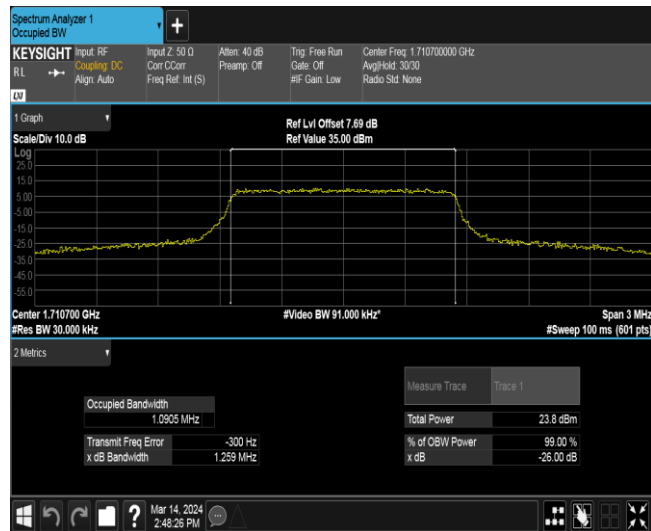 Spectrum Analyzer 1
Occupied BW
+
KEYSIGHT
RL
LXI
Input: RF
Coupling: DC
Align: Auto
Input Z: 50 Ω
Corr CCorr
Freq Ref: Int (S)
Atten: 40 dB
Preamp: Off
Trig: Free Run
Gate: Off
#IF Gain: Low
Center Freq: 1.710700000 GHz
Avg|Hold: 30/30
Radio Std: None
1 Graph
Scale/Div 10.0 dB
Ref Lvl Offset 7.69 dB
Ref Value 35.00 dBm
Log
25.0
15.0
5.00
-5.00
-15.0
-25.0
-35.0
-45.0
-55.0
Center 1.710700 GHz
#Res BW 30.000 kHz
#Video BW 91.000 kHz*
Span 3 MHz
#Sweep 100 ms (601 pts)
2 Metrics
Measure Trace Trace 1
Occupied Bandwidth
1.0905 MHz
Total Power 23.8 dBm
Transmit Freq Error -300 Hz
% of OBW Power 99.00 %
x dB Bandwidth 1.259 MHz
x dB -26.00 dB
?
Mar 14, 2024
2:48:26 PM